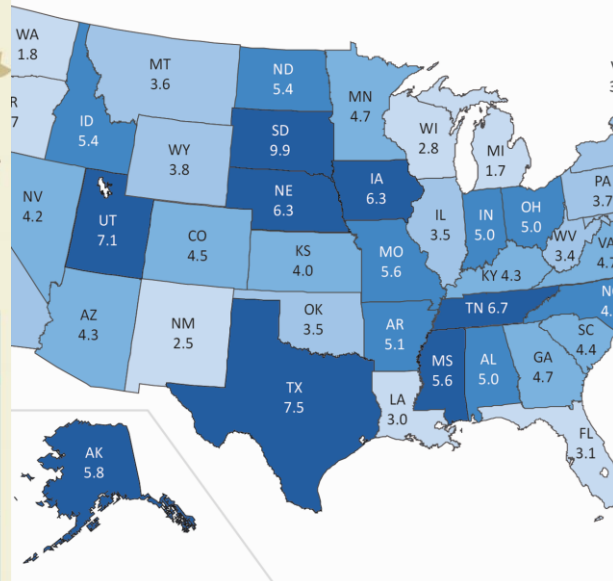 WA
1.8
MT
3.6
ND
5.4
MN
4.7
R
7
ID
5.4
SD
9.9
WI
2.8
MI
1.7
WY
3.8
NV
4.2
UT
7.1
NE
6.3
IA
6.3
IL
3.5
IN
5.0
OH
5.0
PA
3.7
CO
4.5
KS
4.0
MO
5.6
WV
3.4
VA
4.7
KY 4.3
AZ
4.3
NM
2.5
OK
3.5
AR
5.1
TN 6.7
4.
SC
4.4
TX
7.5
LA
3.0
MS
5.6
AL
5.0
GA
4.7
FL
3.1
AK
5.8